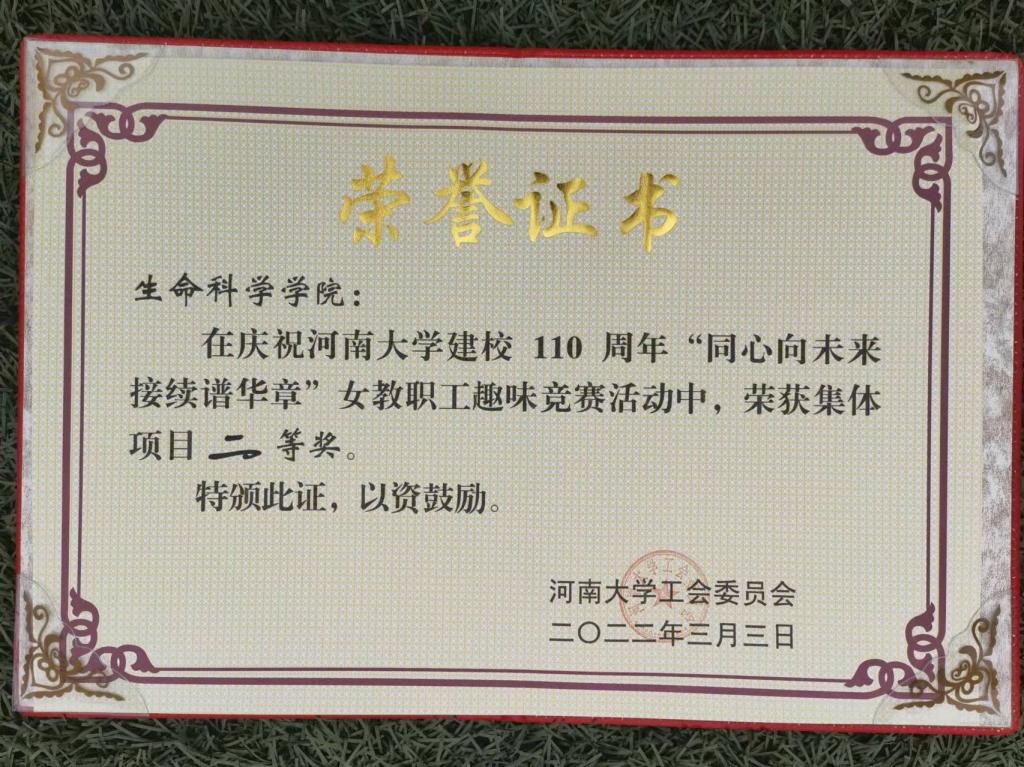 荣誉证书
生命科学学院：
在庆祝河南大学建校 110 周年“同心向未来
接续谱华章”女教职工趣味竞赛活动中，荣获集体
项目 二 等奖。
特颁此证，以资鼓励。
河南大学工会委员会
二〇二二年三月三日